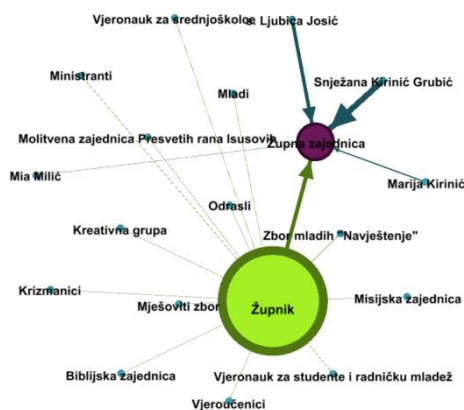 Vjeronauk za srednjoškolce
s. Ljubica Josić
Ministranti
Snježana Kirinić Grubić
Mladi
Molitvena zajednica Presvetih rana Isusovih
Župna zajednica
Mia Milić
Marija Kirinić
Odrasli
Kreativna grupa
Zbor mladih "Navještenje"
Krizmanici
Mješoviti zbor
Župnik
Misijska zajednica
Biblijska zajednica
Vjeronauk za studente i radničku mladež
Vjeroučenici